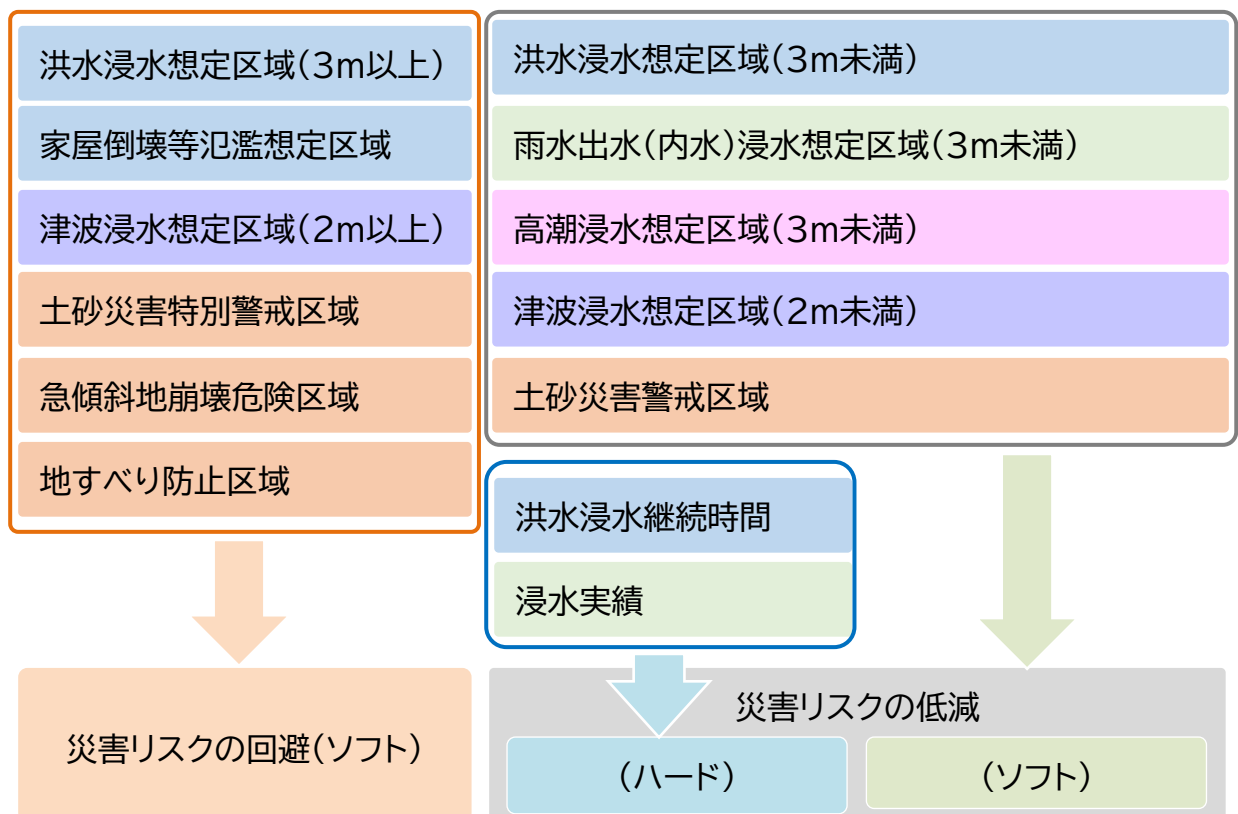 洪水浸水想定区域(3m以上)
家屋倒壊等氾濫想定区域
津波浸水想定区域(2m以上)
土砂災害特別警戒区域
急傾斜地崩壊危険区域
地すべり防止区域
災害リスクの回避(ソフト)
洪水浸水想定区域(3m未満)
雨水出水(内水)浸水想定区域(3m未満)
高潮浸水想定区域(3m未満)
津波浸水想定区域(2m未満)
土砂災害警戒区域
洪水浸水継続時間
浸水実績
災害リスクの低減
(ハード)
(ソフト)